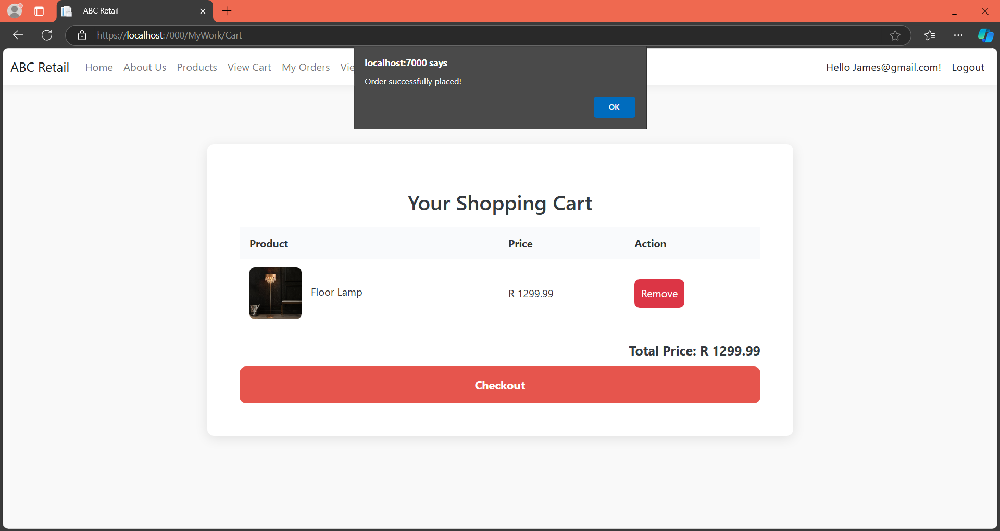 - ABC Retail
https://localhost:7000/MyWork/Cart
ABC Retail Home About Us Products View Cart My Orders Vie
Hello James@gmail.com! Logout
localhost:7000 says
Order successfully placed!
OK
Your Shopping Cart
Product Price Action
Floor Lamp R 1299.99 Remove
Total Price: R 1299.99
Checkout